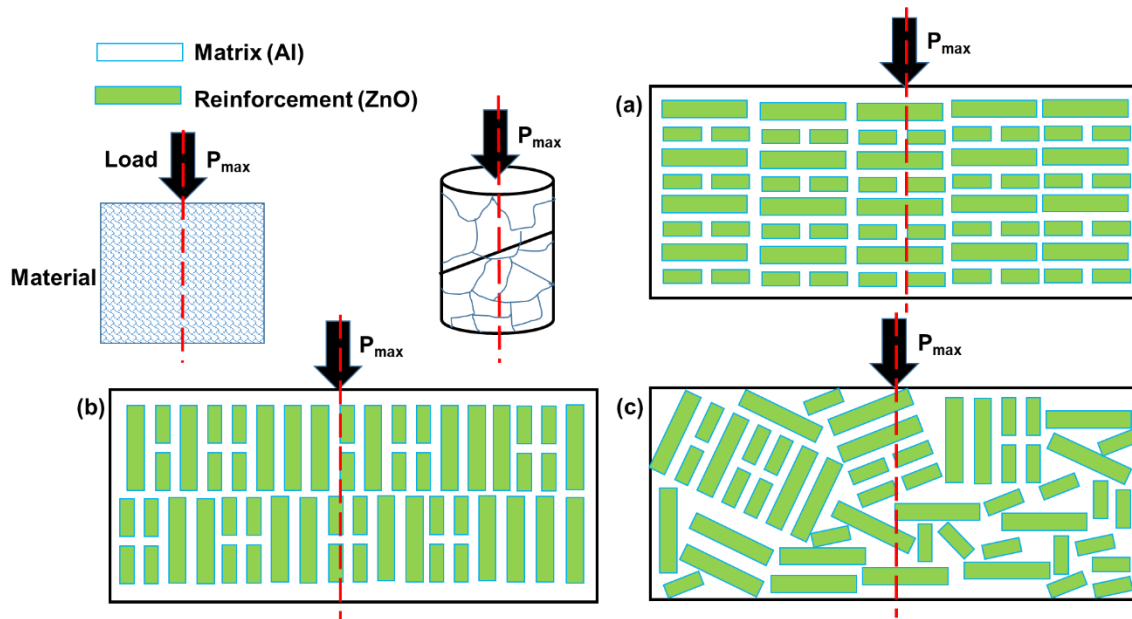 Matrix (Al)
Reinforcement (ZnO)
Load
Pmax
Material
Pmax
(a)
Pmax
(b)
Pmax
(c)
Pmax